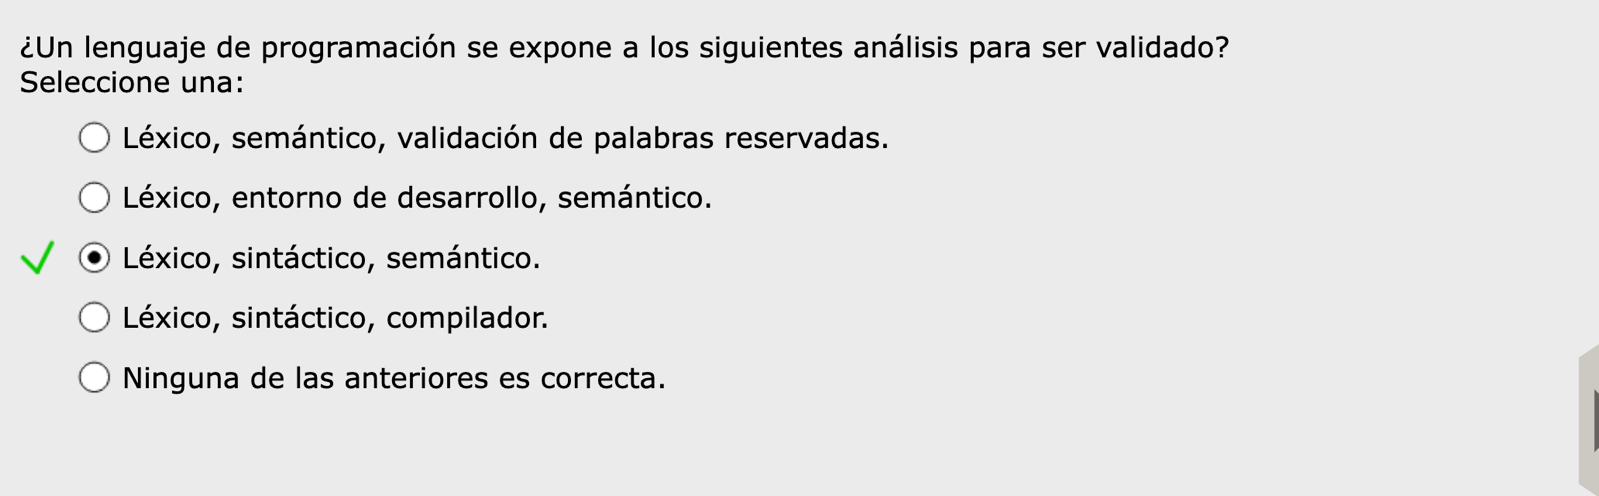 ¿Un lenguaje de programación se expone a los siguientes análisis para ser validado?
Seleccione una:
Léxico, semántico, validación de palabras reservadas.
Léxico, entorno de desarrollo, semántico.
Léxico, sintáctico, semántico.
Léxico, sintáctico, compilador.
Ninguna de las anteriores es correcta.